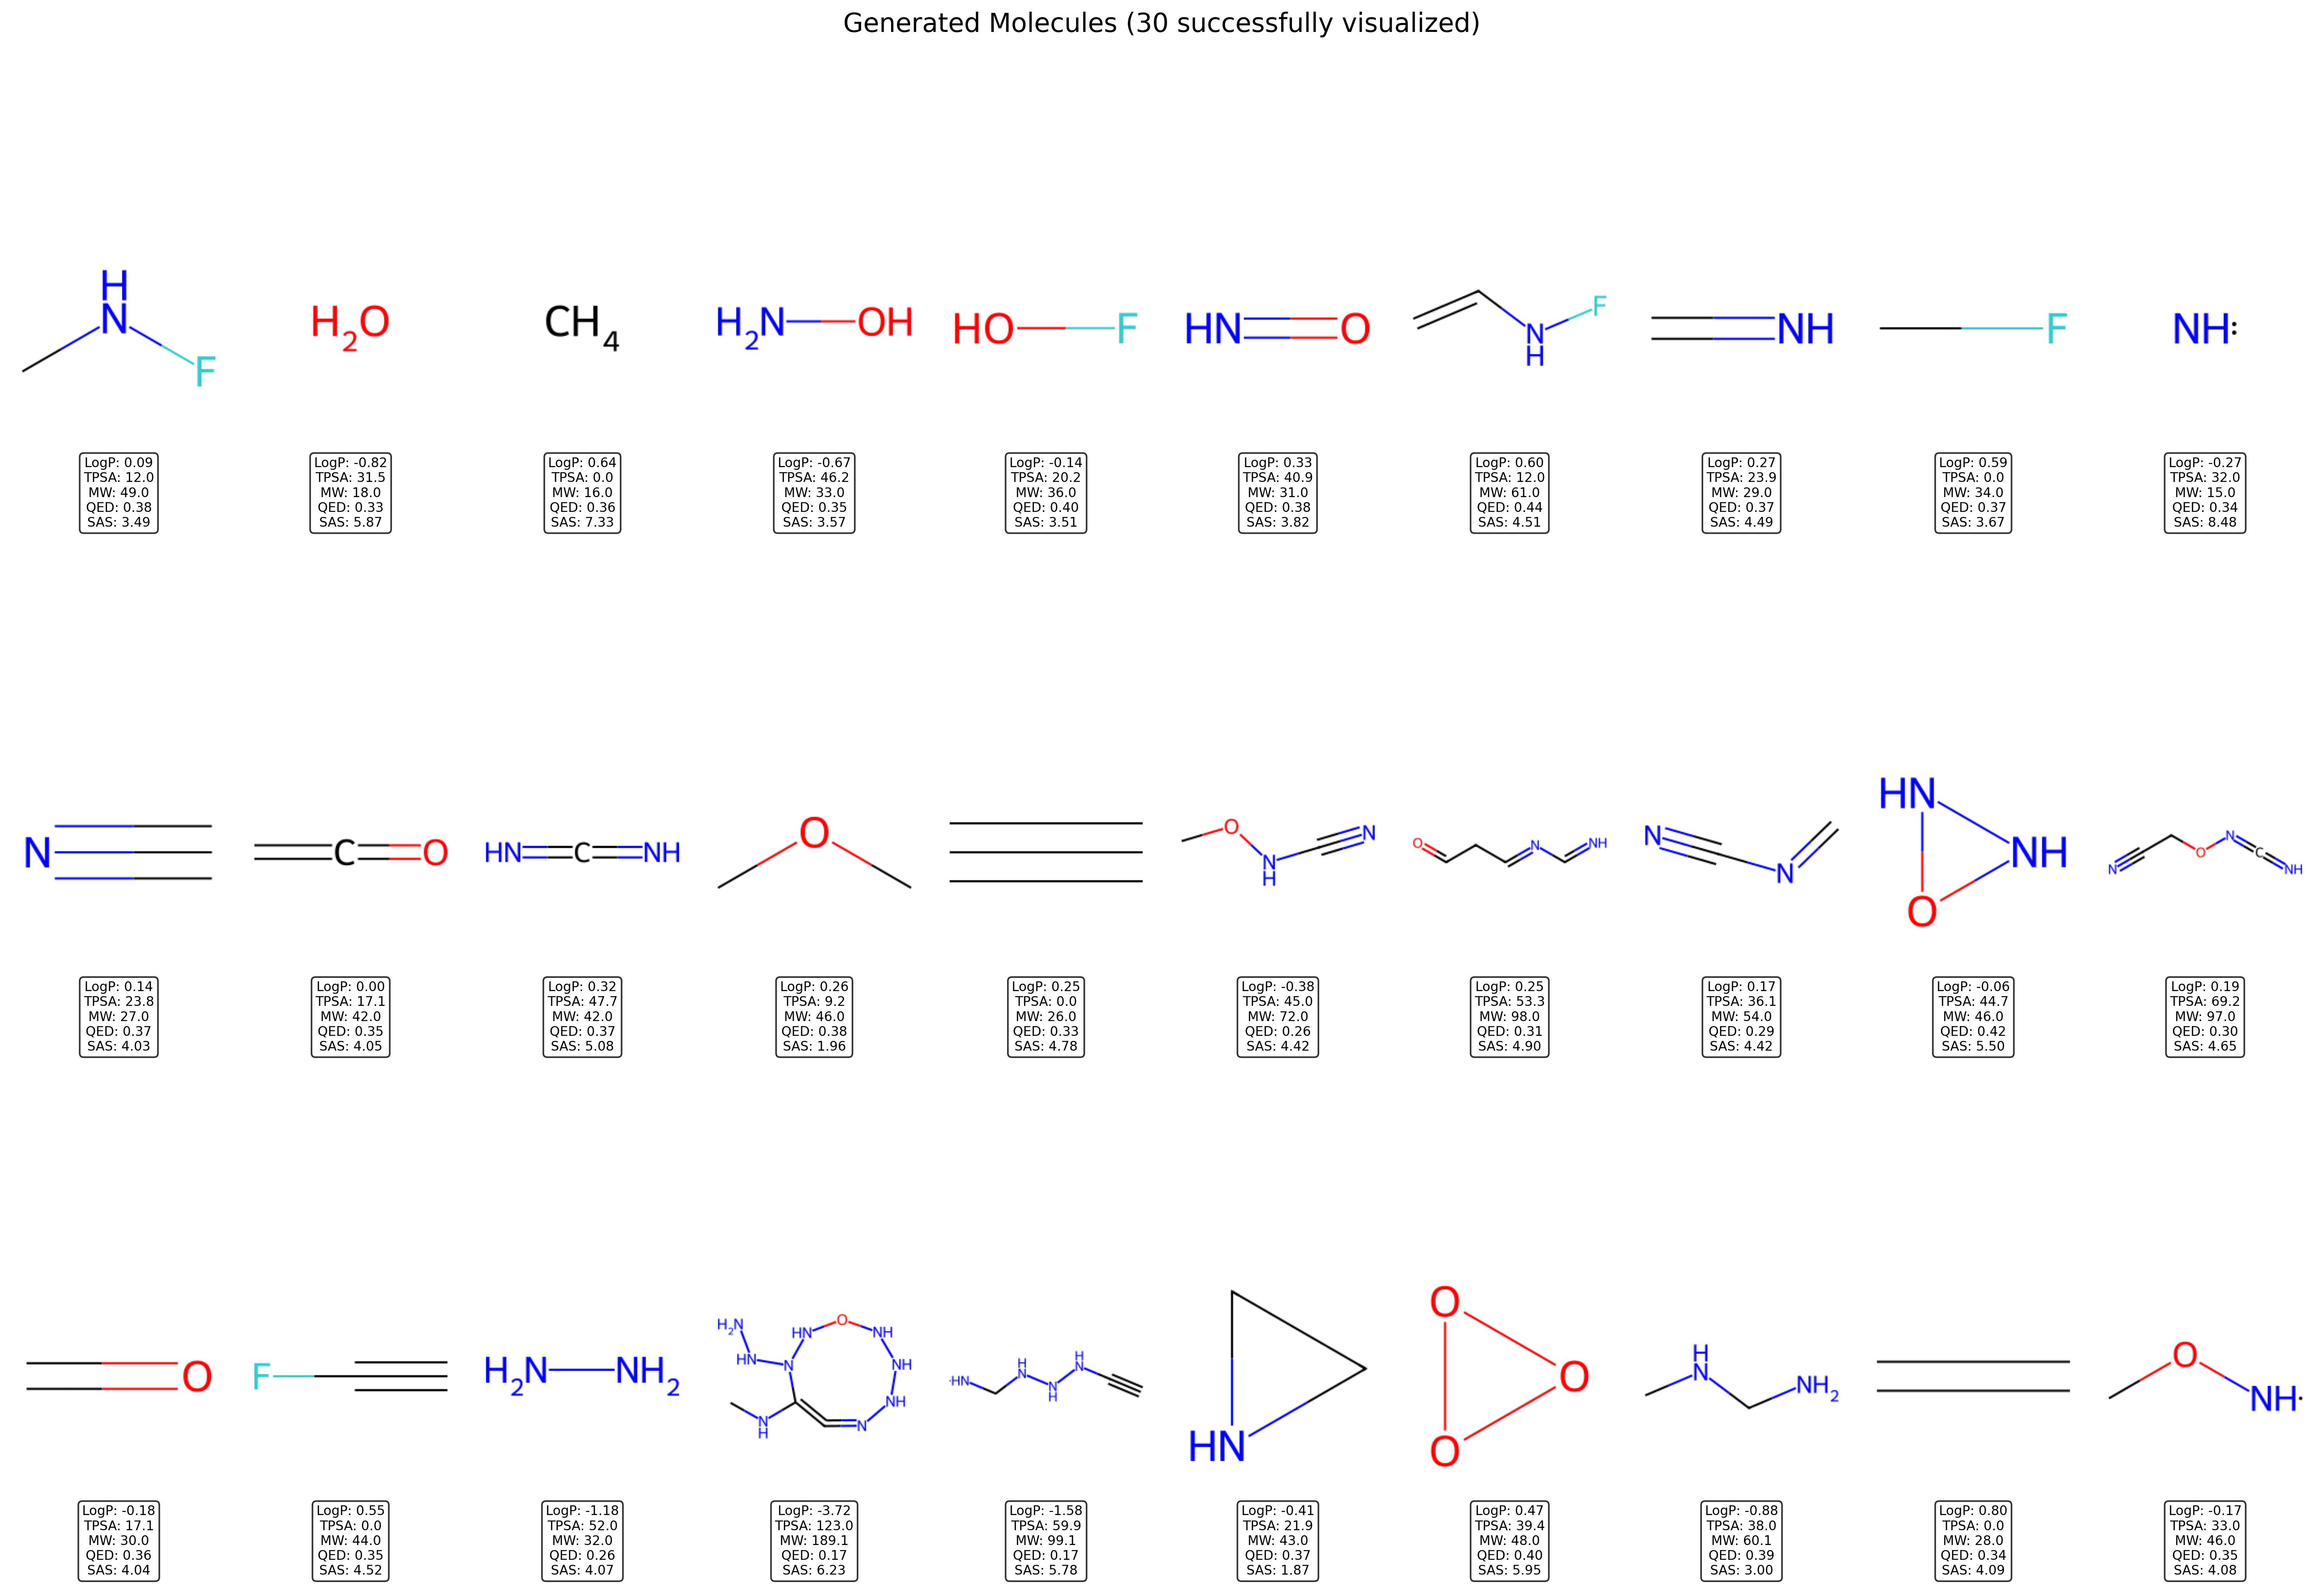 Generated Molecules (30 successfully visualized)
H
N
F
H2O
CH4
H2N OH
HO F
HN O
F
N
H
NH
F
NH:
LogP: 0.09
TPSA: 12.0
MW: 49.0
QED: 0.38
SAS: 3.49
LogP: -0.82
TPSA: 31.5
MW: 18.0
QED: 0.33
SAS: 5.87
LogP: 0.64
TPSA: 0.0
MW: 16.0
QED: 0.36
SAS: 7.33
LogP: -0.67
TPSA: 46.2
MW: 33.0
QED: 0.35
SAS: 3.57
LogP: -0.14
TPSA: 20.2
MW: 36.0
QED: 0.40
SAS: 3.51
LogP: 0.33
TPSA: 40.9
MW: 31.0
QED: 0.38
SAS: 3.82
LogP: 0.60
TPSA: 12.0
MW: 61.0
QED: 0.44
SAS: 4.51
LogP: 0.27
TPSA: 23.9
MW: 29.0
QED: 0.37
SAS: 4.49
LogP: 0.59
TPSA: 0.0
MW: 34.0
QED: 0.37
SAS: 3.67
LogP: -0.27
TPSA: 32.0
MW: 15.0
QED: 0.34
SAS: 8.48
N
C O
HN C NH
O
O
N
H
N
O
N
NH
N
N
HN
NH
O
N
O
N
C
NH
LogP: 0.14
TPSA: 23.8
MW: 27.0
QED: 0.37
SAS: 4.03
LogP: 0.00
TPSA: 17.1
MW: 42.0
QED: 0.35
SAS: 4.05
LogP: 0.32
TPSA: 47.7
MW: 42.0
QED: 0.37
SAS: 5.08
LogP: 0.26
TPSA: 9.2
MW: 46.0
QED: 0.38
SAS: 1.96
LogP: 0.25
TPSA: 0.0
MW: 26.0
QED: 0.33
SAS: 4.78
LogP: -0.38
TPSA: 45.0
MW: 72.0
QED: 0.26
SAS: 4.42
LogP: 0.25
TPSA: 53.3
MW: 98.0
QED: 0.31
SAS: 4.90
LogP: 0.17
TPSA: 36.1
MW: 54.0
QED: 0.29
SAS: 4.42
LogP: -0.06
TPSA: 44.7
MW: 46.0
QED: 0.42
SAS: 5.50
LogP: 0.19
TPSA: 69.2
MW: 97.0
QED: 0.30
SAS: 4.65
O
F
H2N NH2
H2N
HN
N
HN
O
NH
NH
NH
N
N
H
·HN
H
N
N
H
H
N
HN
O
O
O
H
N
NH2
O
NH·
LogP: -0.18
TPSA: 17.1
MW: 30.0
QED: 0.36
SAS: 4.04
LogP: 0.55
TPSA: 0.0
MW: 44.0
QED: 0.35
SAS: 4.52
LogP: -1.18
TPSA: 52.0
MW: 32.0
QED: 0.26
SAS: 4.07
LogP: -3.72
TPSA: 123.0
MW: 189.1
QED: 0.17
SAS: 6.23
LogP: -1.58
TPSA: 59.9
MW: 99.1
QED: 0.17
SAS: 5.78
LogP: -0.41
TPSA: 21.9
MW: 43.0
QED: 0.37
SAS: 1.87
LogP: 0.47
TPSA: 39.4
MW: 48.0
QED: 0.40
SAS: 5.95
LogP: -0.88
TPSA: 38.0
MW: 60.1
QED: 0.39
SAS: 3.00
LogP: 0.80
TPSA: 0.0
MW: 28.0
QED: 0.34
SAS: 4.09
LogP: -0.17
TPSA: 33.0
MW: 46.0
QED: 0.35
SAS: 4.08